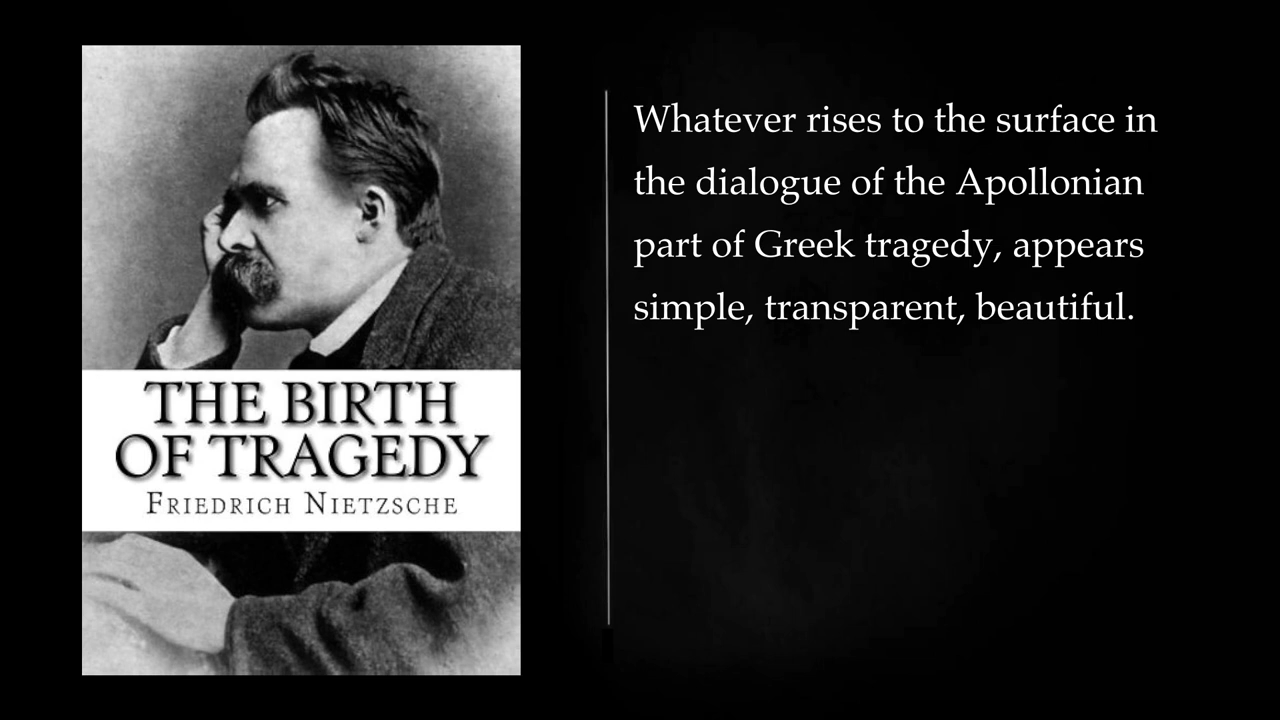 THE BIRTH
OF TRAGEDY
FRIEDRICH NIETZSCHE
Whatever rises to the surface in
the dialogue of the Apollonian
part of Greek tragedy, appears
simple, transparent, beautiful.